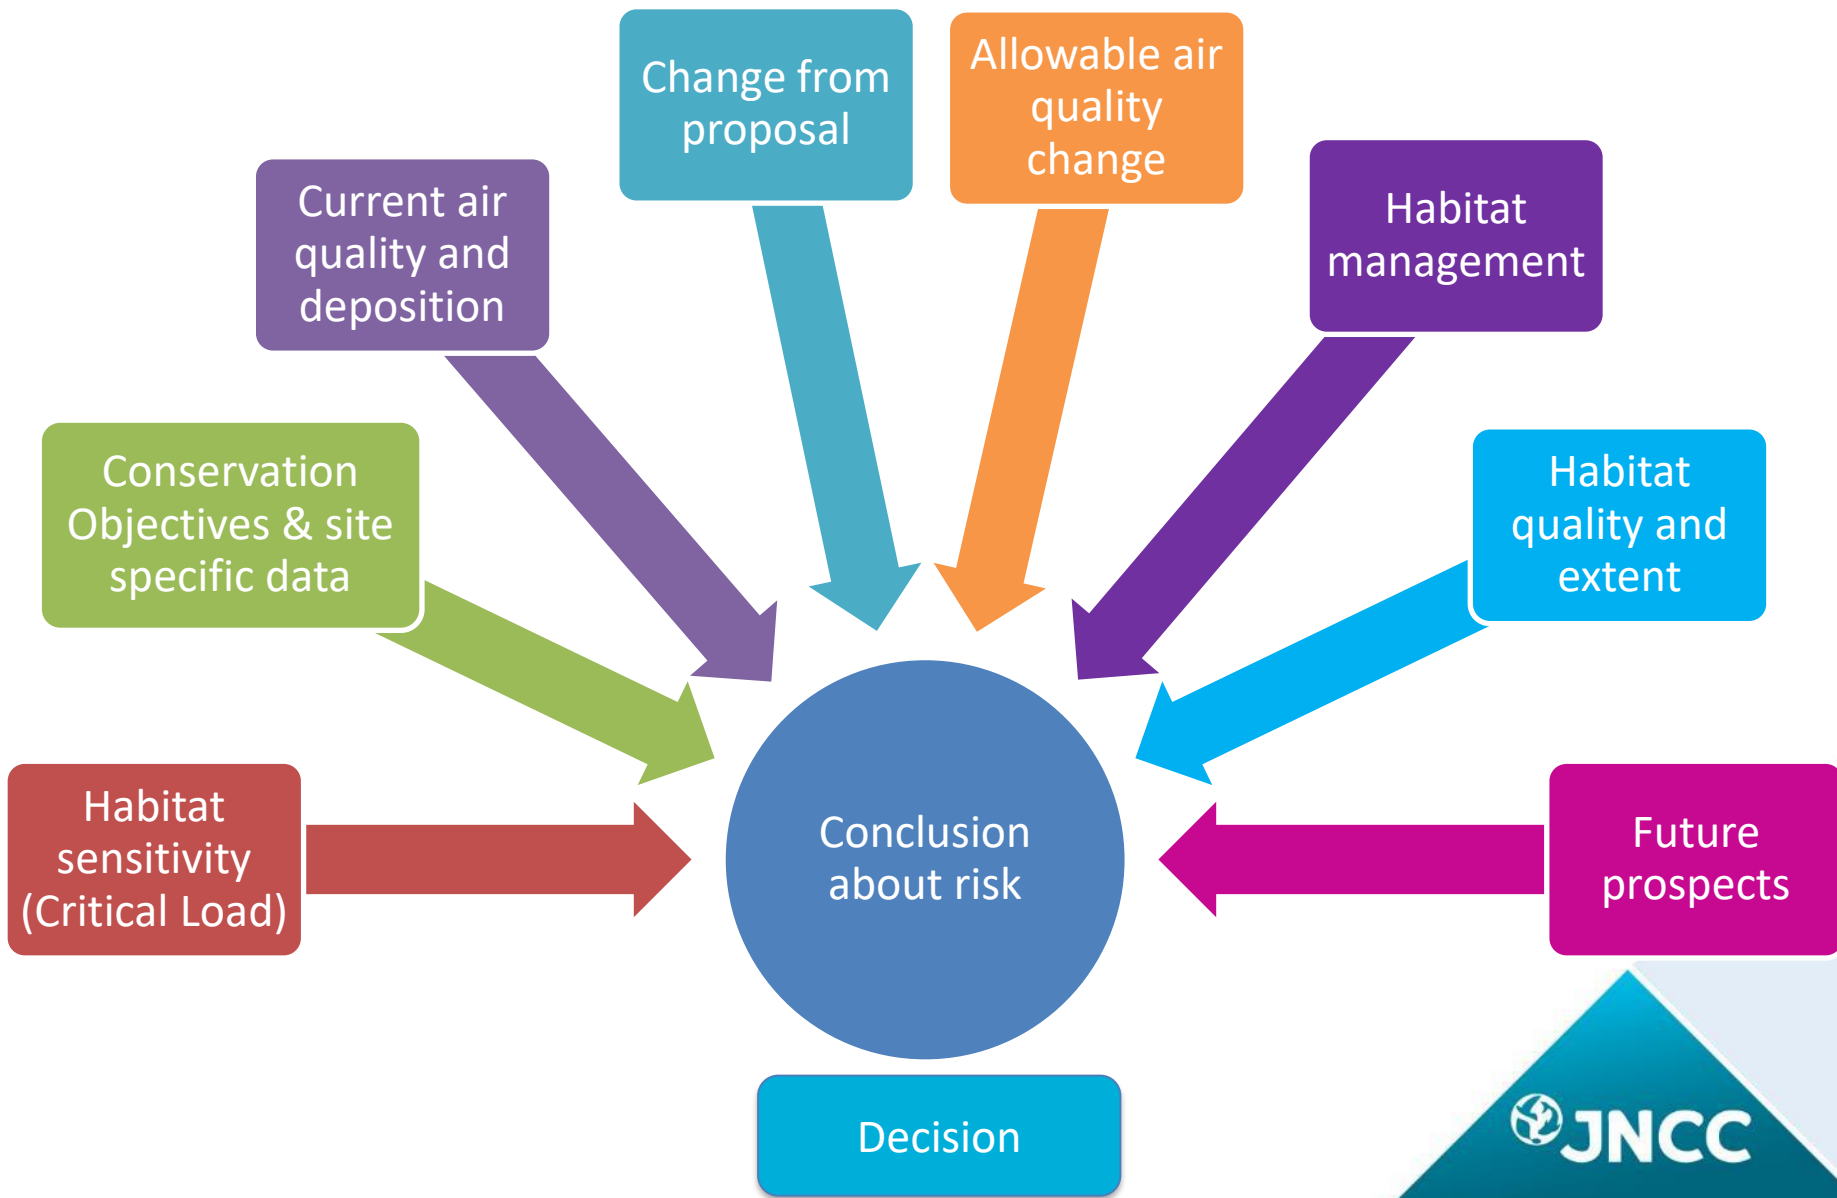 Change from
proposal
Allowable air
quality
change
Current air
quality and
deposition
Habitat
management
Conservation
Objectives & site
specific data
Habitat
quality and
extent
Habitat
sensitivity
(Critical Load)
Conclusion
about risk
Future
prospects
Decision
JNCC